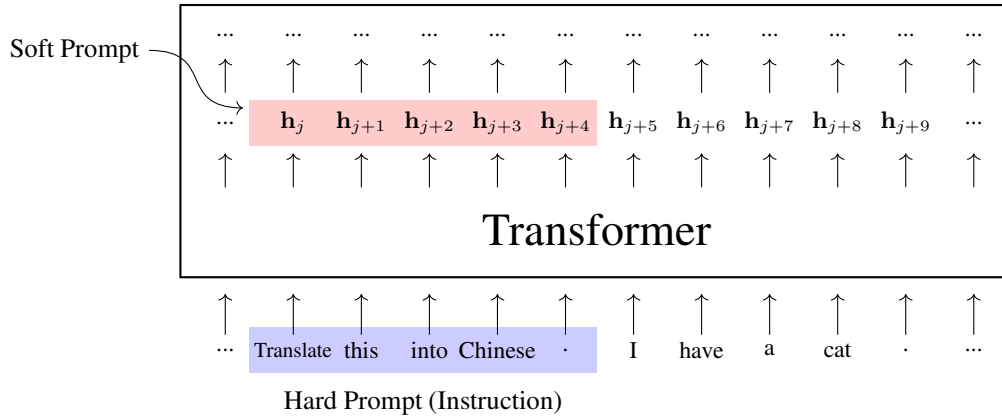 ... ... ... ... ... ... ... ... ... ... ... ...
Soft Prompt
... h_j h_{j+1} h_{j+2} h_{j+3} h_{j+4} h_{j+5} h_{j+6} h_{j+7} h_{j+8} h_{j+9} ...
Transformer
... Translate this into Chinese . I have a cat . ...
Hard Prompt (Instruction)